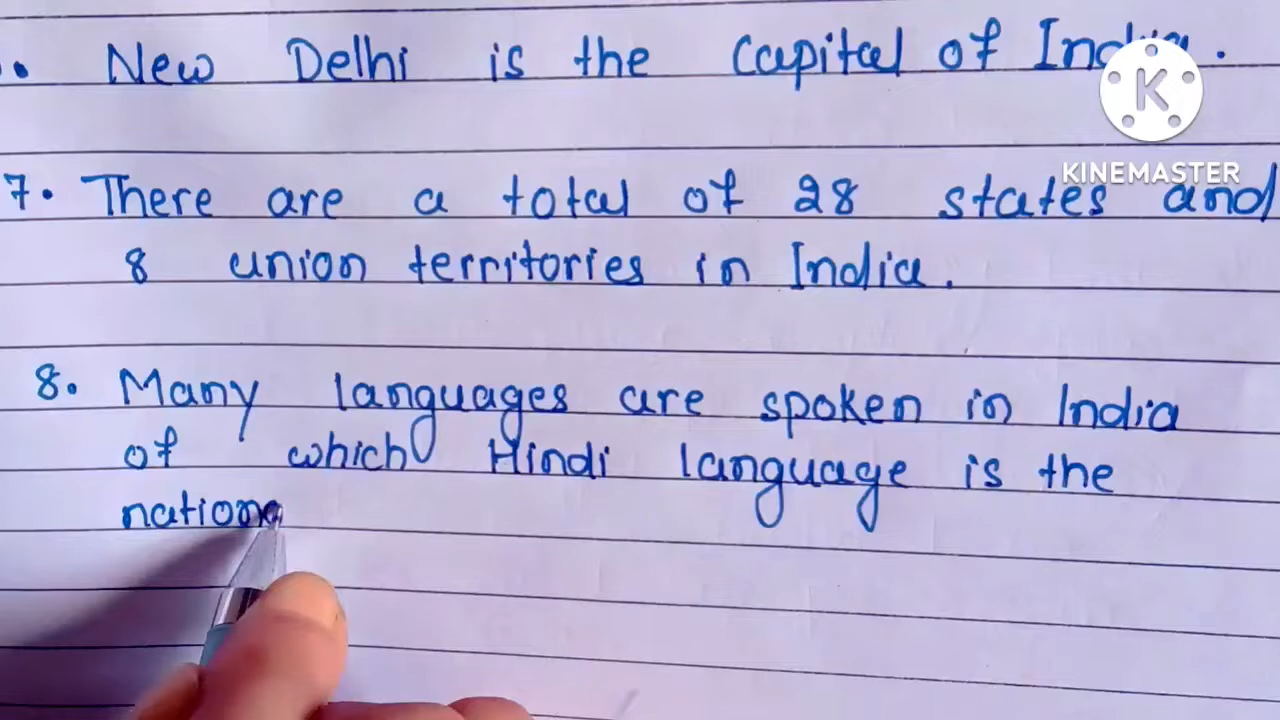 . New Delhi is the capital of India.
K
KINEMASTER
7. There are a total of 28 states and
8 union territories in India.
8. Many languages are spoken in India
of which Hindi language is the
nationa